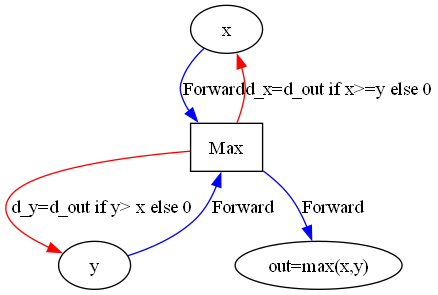 x
Forward
d_x=d_out if x>=y else 0
Max
d_y=d_out if y> x else 0
Forward
Forward
y
out=max(x,y)